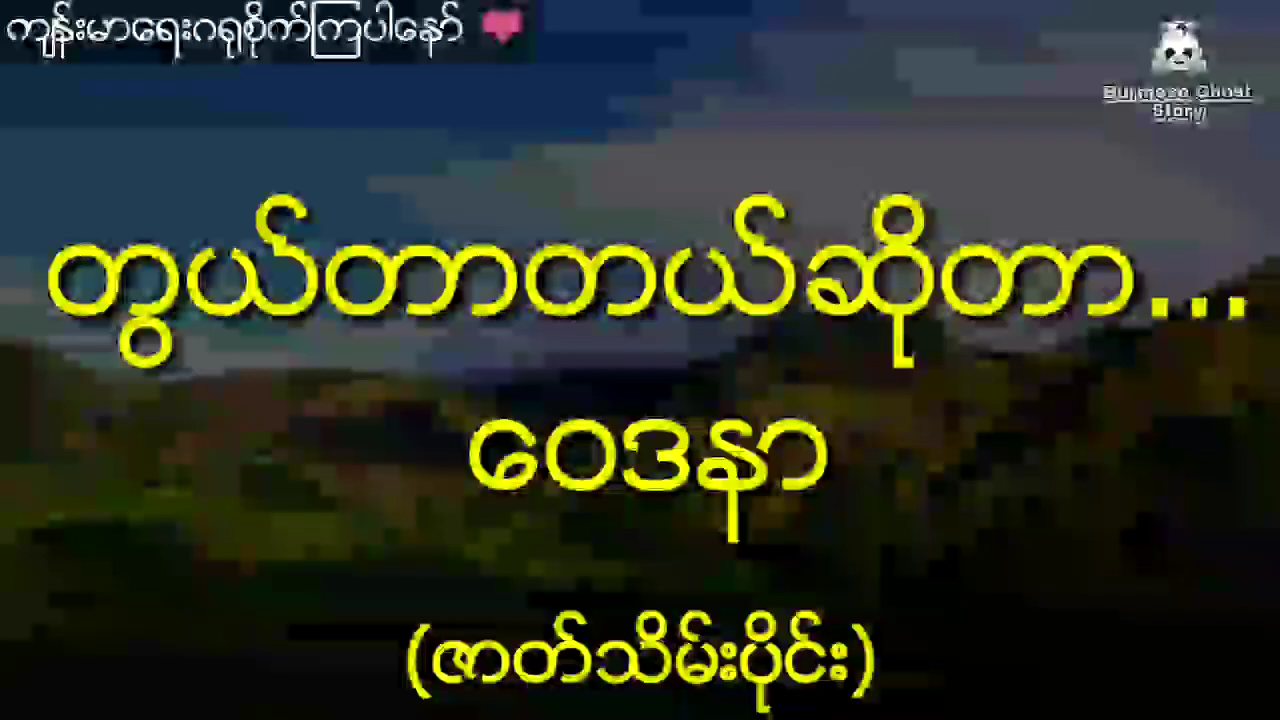 ကျန်းမာရေးဂရုစိုက်ကြပါနော် ❤
Burmese Ghost
Story
တွယ်တာတယ်ဆိုတာ...
ဝေဒနာ
(ဇာတ်သိမ်းပိုင်း)